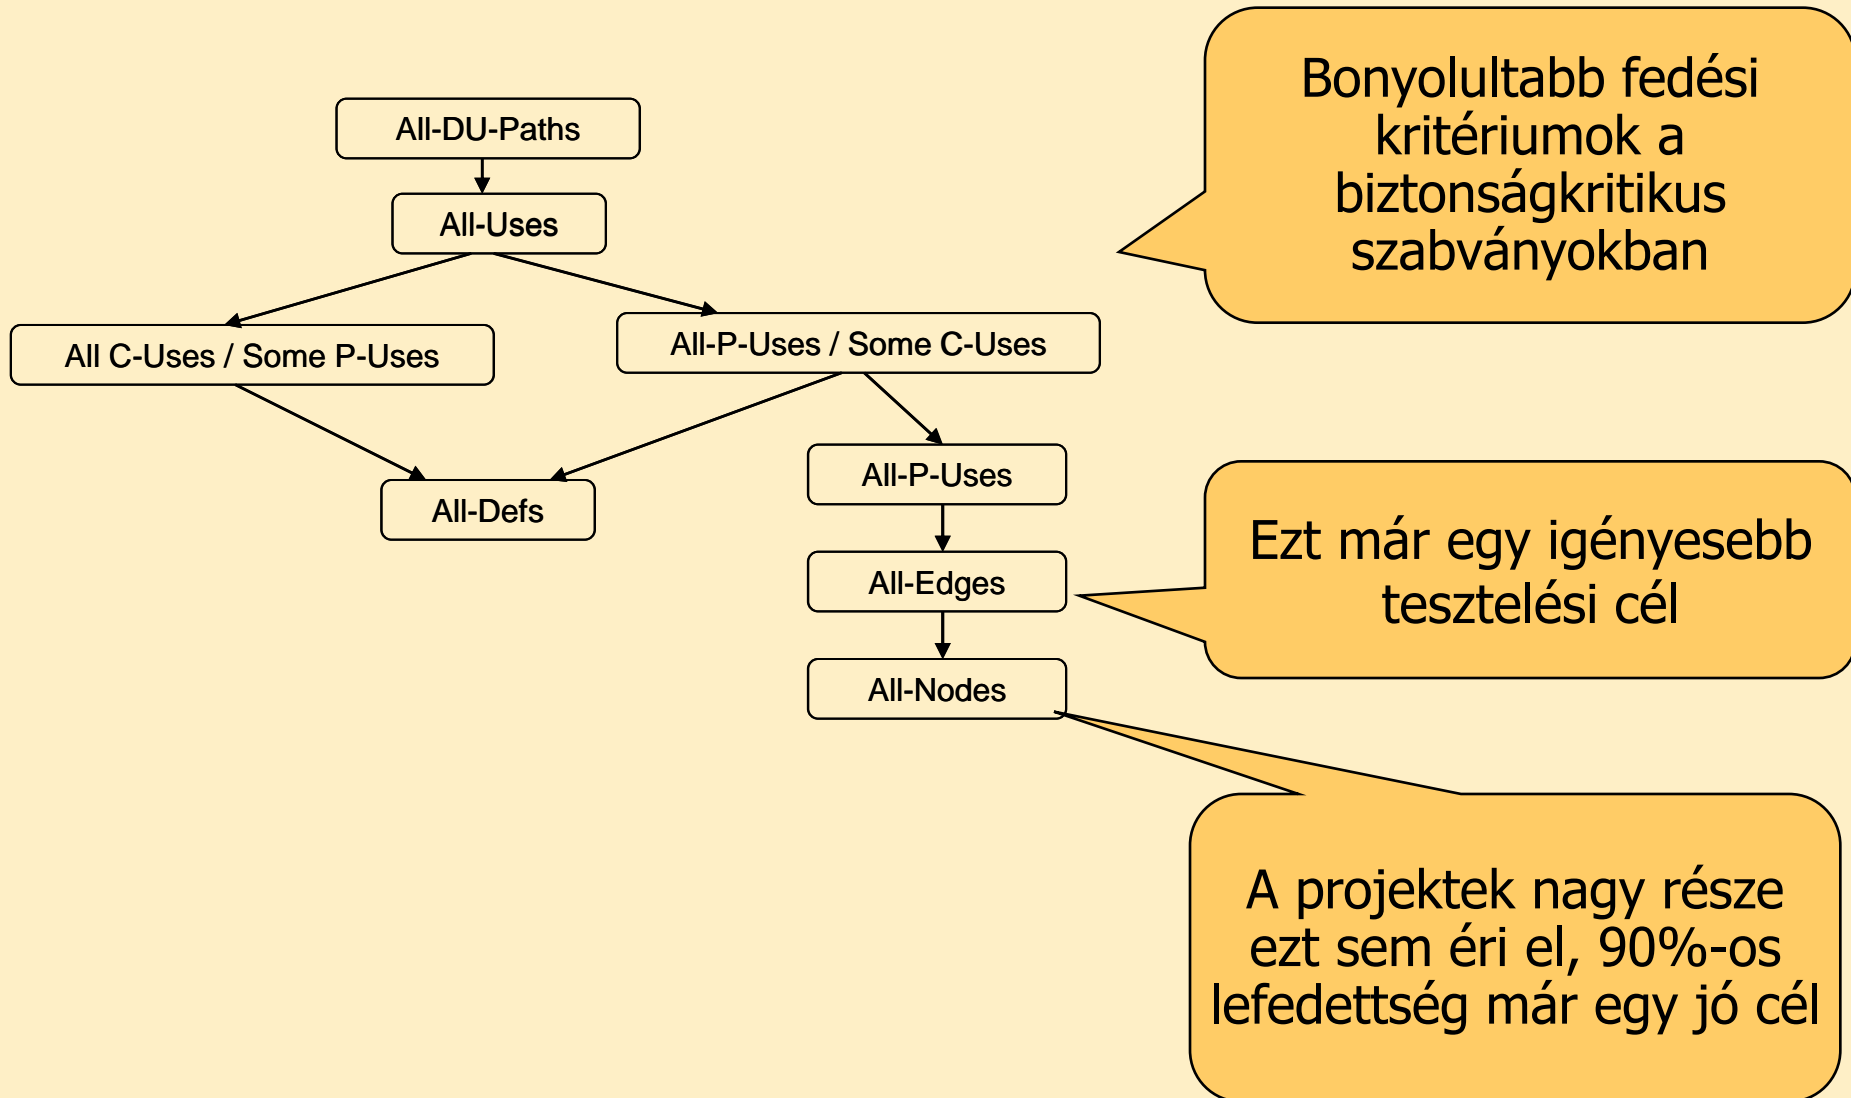 Bonyolultabb fedési
kritériumok a
biztonságkritikus
szabványokban
All-DU-Paths
All-Uses
All C-Uses / Some P-Uses
All-P-Uses / Some C-Uses
All-P-Uses
All-Defs
All-Edges
All-Nodes
Ezt már egy igényesebb
tesztelési cél
A projektek nagy része
ezt sem éri el, 90%-os
lefedettség már egy jó cél